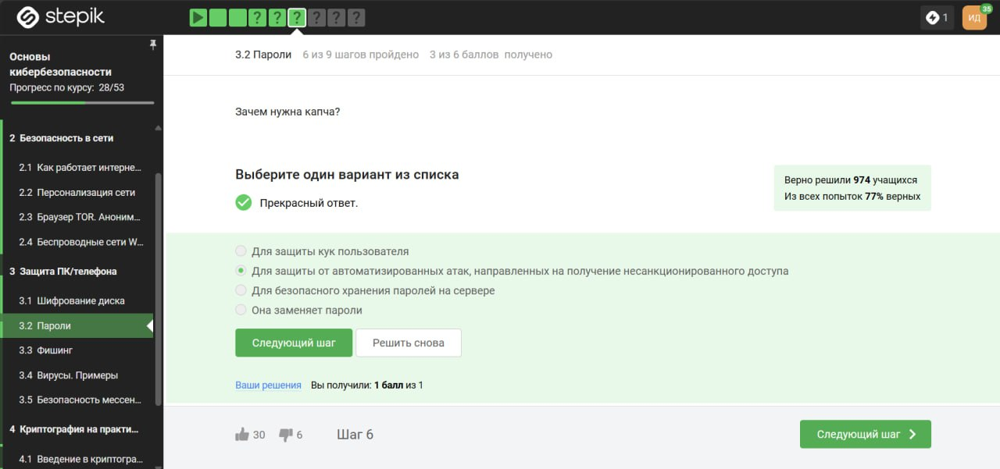 stepik
? ? ? ? ? ?
1
ИД
35
Основы
кибербезопасности
Прогресс по курсу: 28/53
2 Безопасность в сети
2.1 Как работает интерне...
2.2 Персонализация сети
2.3 Браузер TOR. Аноним...
2.4 Беспроводные сети W...
3 Защита ПК/телефона
3.1 Шифрование диска
3.2 Пароли
3.3 Фишинг
3.4 Вирусы. Примеры
3.5 Безопасность мессен...
4 Криптография на практи...
4.1 Введение в криптогра...
3.2 Пароли 6 из 9 шагов пройдено 3 из 6 баллов получено
Зачем нужна капча?
Выберите один вариант из списка
Прекрасный ответ.
Верно решили 974 учащихся
Из всех попыток 77% верных
Для защиты кук пользователя
Для защиты от автоматизированных атак, направленных на получение несанкционированного доступа
Для безопасного хранения паролей на сервере
Она заменяет пароли
Следующий шаг
Решить снова
Ваши решения Вы получили: 1 балл из 1
30 6 Шаг 6
Следующий шаг